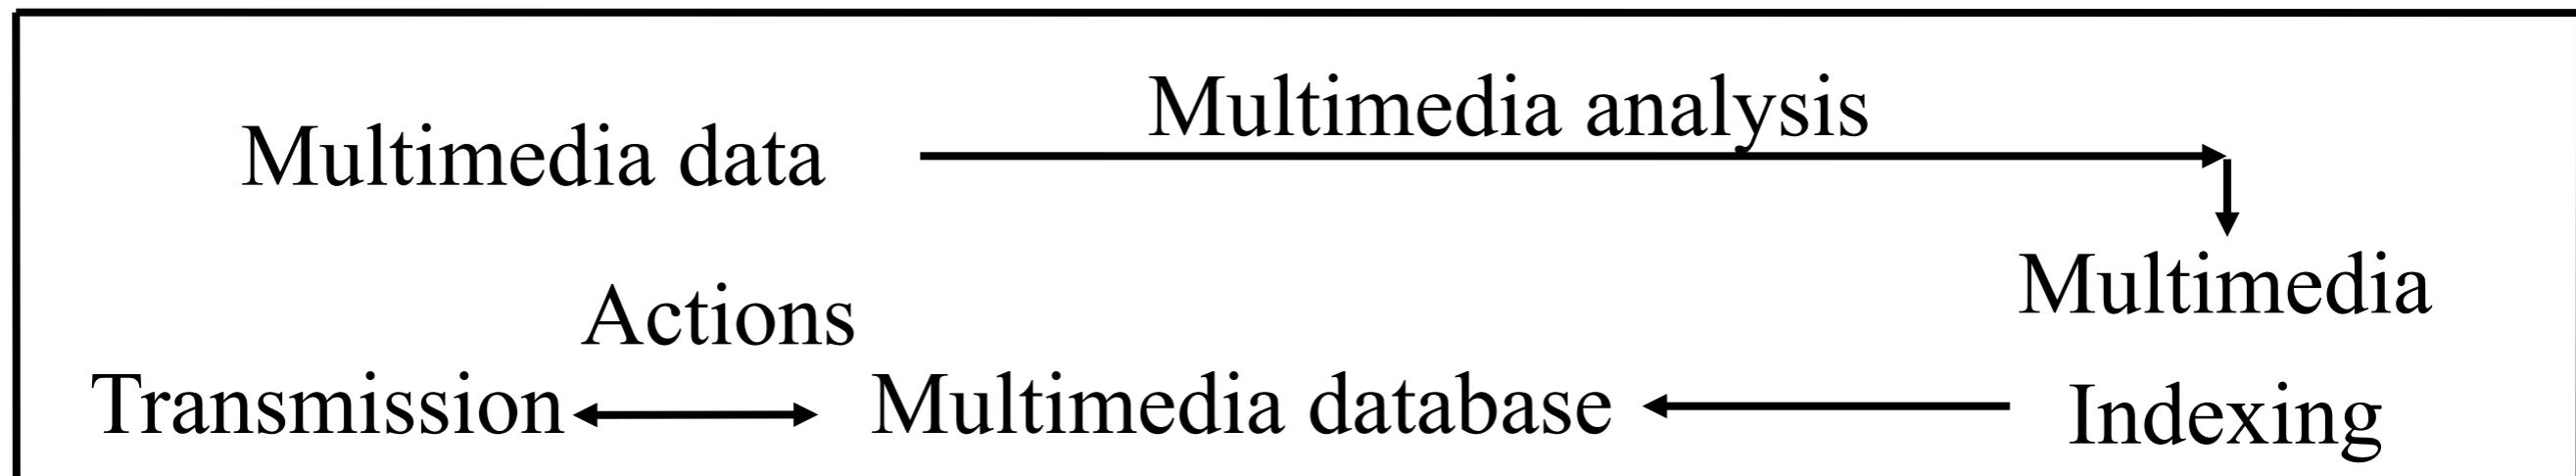 Multimedia analysis
Multimedia data
Multimedia
Actions
Transmission
Multimedia database
Indexing